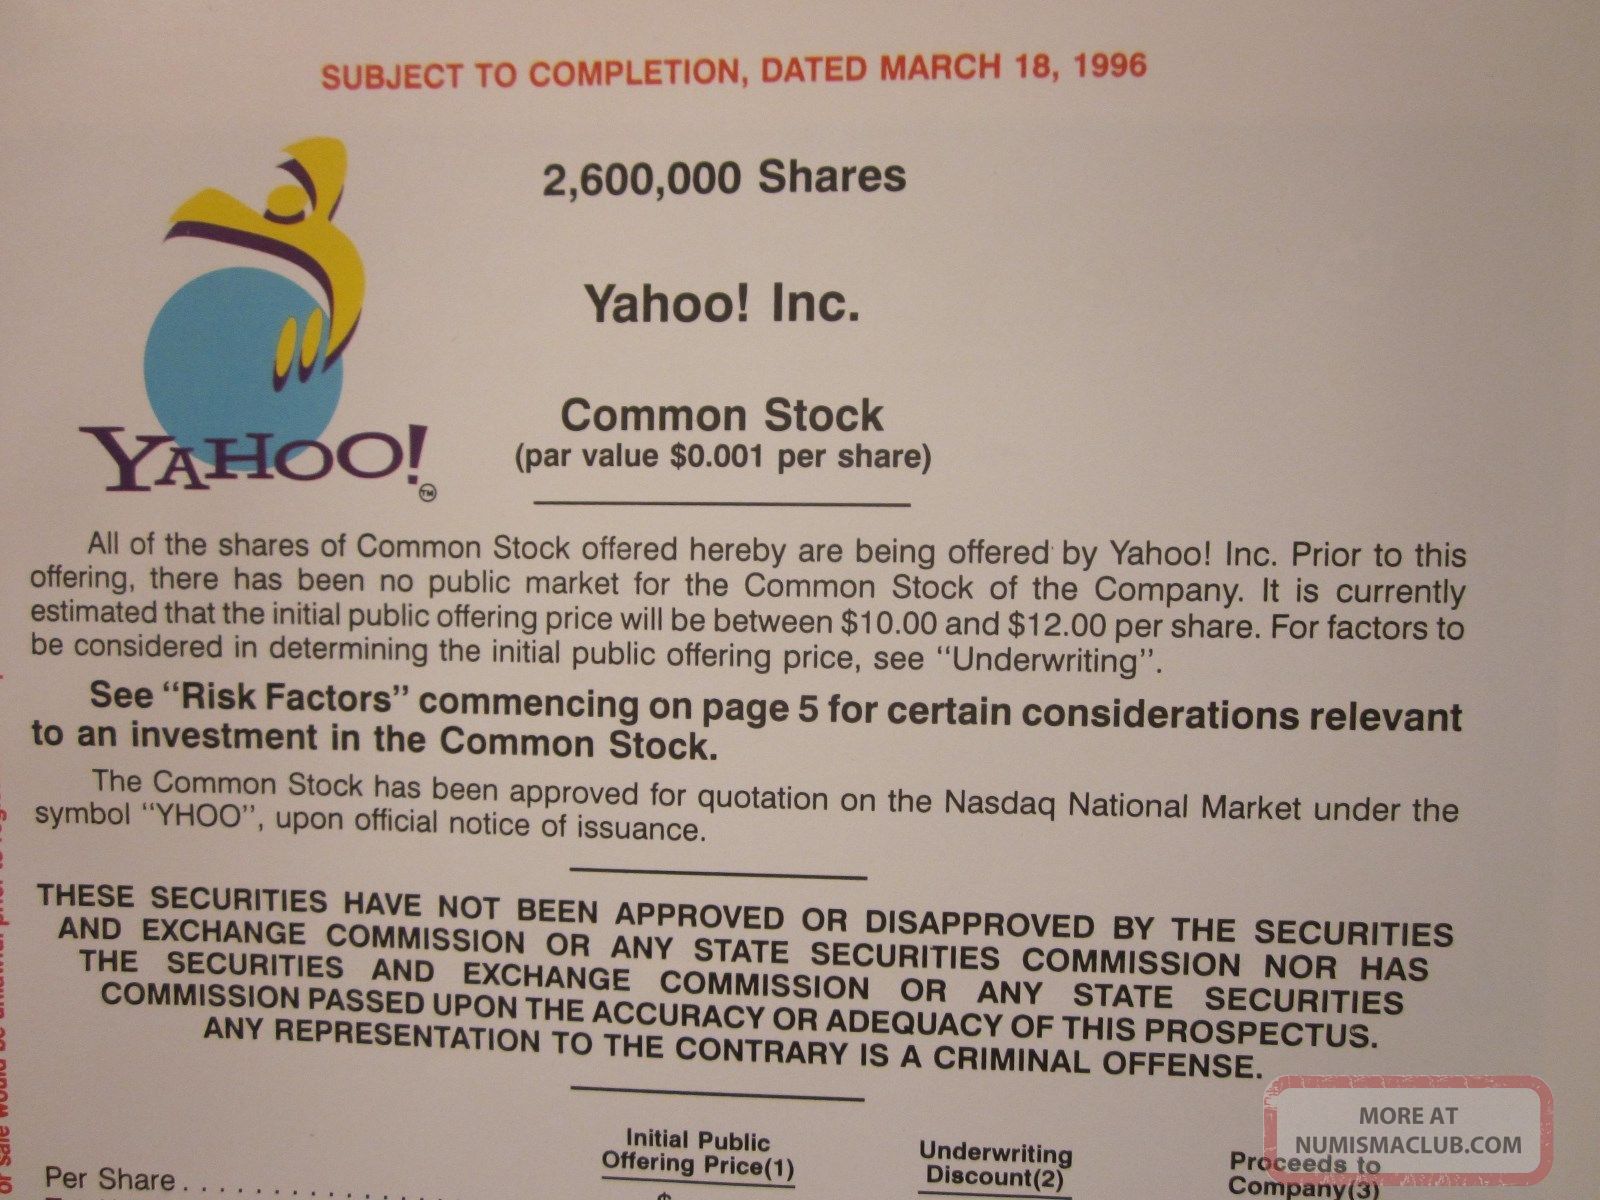 SUBJECT TO COMPLETION, DATED MARCH 18, 1996
2,600,000 Shares
Yahoo! Inc.
YAHOO!
TM
Common Stock
(par value $0.001 per share)
All of the shares of Common Stock offered hereby are being offered by Yahoo! Inc. Prior to this
offering, there has been no public market for the Common Stock of the Company. It is currently
estimated that the initial public offering price will be between $10.00 and $12.00 per share. For factors to
be considered in determining the initial public offering price, see “Underwriting”.
See “Risk Factors” commencing on page 5 for certain considerations relevant
to an investment in the Common Stock.
The Common Stock has been approved for quotation on the Nasdaq National Market under the
symbol “YHOO”, upon official notice of issuance.
THESE SECURITIES HAVE NOT BEEN APPROVED OR DISAPPROVED BY THE SECURITIES
AND EXCHANGE COMMISSION OR ANY STATE SECURITIES COMMISSION NOR HAS
THE SECURITIES AND EXCHANGE COMMISSION OR ANY STATE SECURITIES
COMMISSION PASSED UPON THE ACCURACY OR ADEQUACY OF THIS PROSPECTUS.
ANY REPRESENTATION TO THE CONTRARY IS A CRIMINAL OFFENSE.
Initial Public
Offering Price(1)
Underwriting
Discount(2)
Proceeds to
Company(3)
Per Share
$
or sale would be
MORE AT
NUMISMACLUB.COM